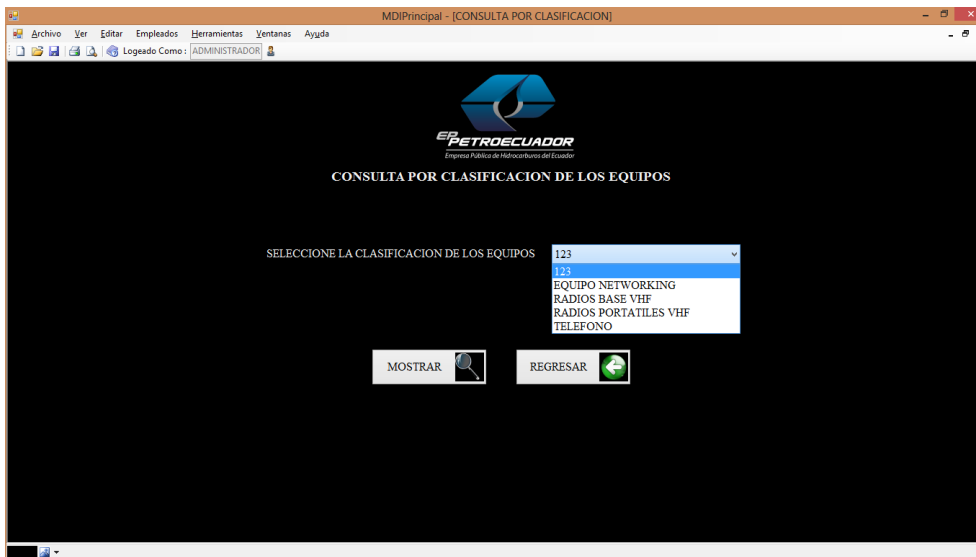 MDIPrincipal - [CONSULTA POR CLASIFICACION]
Archivo Ver Editar Empleados Herramientas Ventanas Ayuda
Logeado Como : ADMINISTRADOR
EP PETROECUADOR
Empresa Pública de Hidrocarburos del Ecuador
CONSULTA POR CLASIFICACION DE LOS EQUIPOS
SELECCIONE LA CLASIFICACION DE LOS EQUIPOS 123
123
EQUIPO NETWORKING
RADIOS BASE VHF
RADIOS PORTATILES VHF
TELEFONO
MOSTRAR REGRESAR